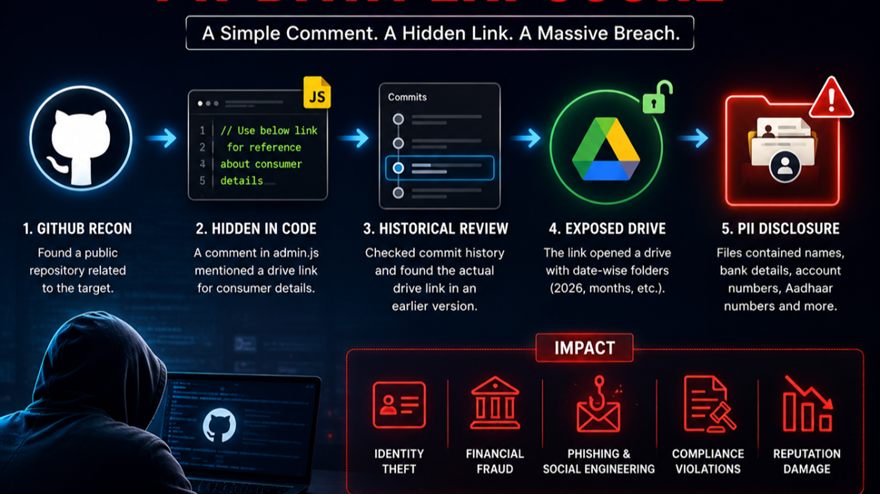 A Simple Comment. A Hidden Link. A Massive Breach.
JS
1 // Use below link
2 for reference
4 about consumer
5 details
Commits
1. GITHUB RECON
Found a public
repository related
to the target.
2. HIDDEN IN CODE
A comment in admin.js
mentioned a drive link
for consumer details.
3. HISTORICAL REVIEW
Checked commit history
and found the actual
drive link in an
earlier version.
4. EXPOSED DRIVE
The link opened a drive
with date-wise folders
(2026, months, etc.).
5. PII DISCLOSURE
Files contained names,
bank details, account
numbers, Aadhaar
numbers and more.
IMPACT
IDENTITY
THEFT
FINANCIAL
FRAUD
PHISHING &
SOCIAL ENGINEERING
COMPLIANCE
VIOLATIONS
REPUTATION
DAMAGE